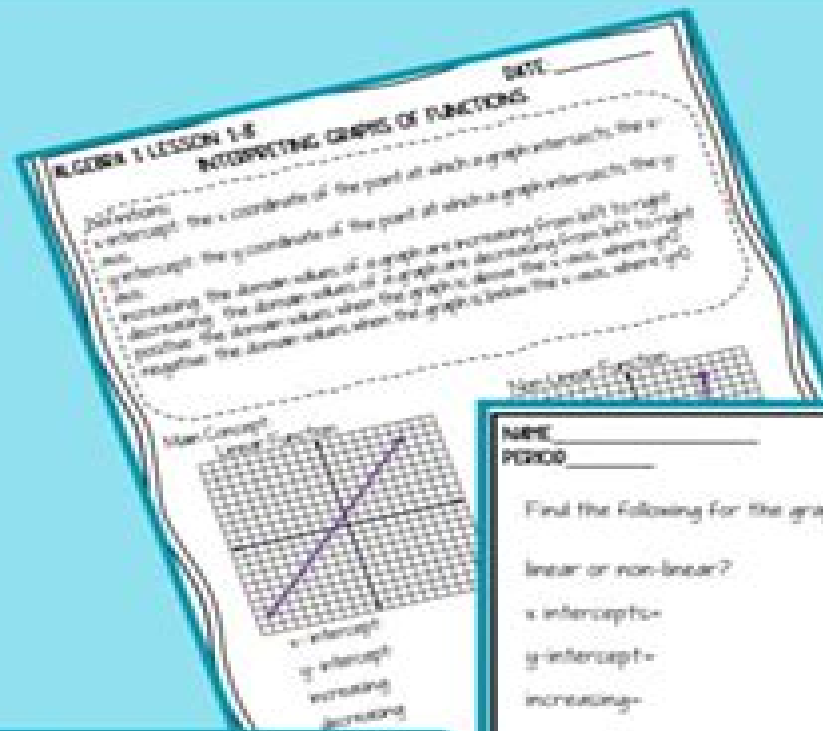 DATE
ALGEBRA 1 LESSON 1-8
INTERPRETING GRAPHS OF FUNCTIONS
Definitions:
x-intercept: the x coordinate of the point at which a graph intersects the x-
axis.
y-intercept: the y coordinate of the point at which a graph intersects the y-
axis.
increasing: the domain values of a graph are increasing from left to right
decreasing: the domain values of a graph are decreasing from left to right
positive: the domain values when the graph is above the x-axis, where y>0
negative: the domain values when the graph is below the x-axis, where y<0
Main Concept:
Linear Function
Non-Linear Function
x-intercept
y-intercept
increasing
decreasing
NAME
PERIOD
Find the following for the
linear or non-linear?
x intercepts=
y-intercept=
increasing=